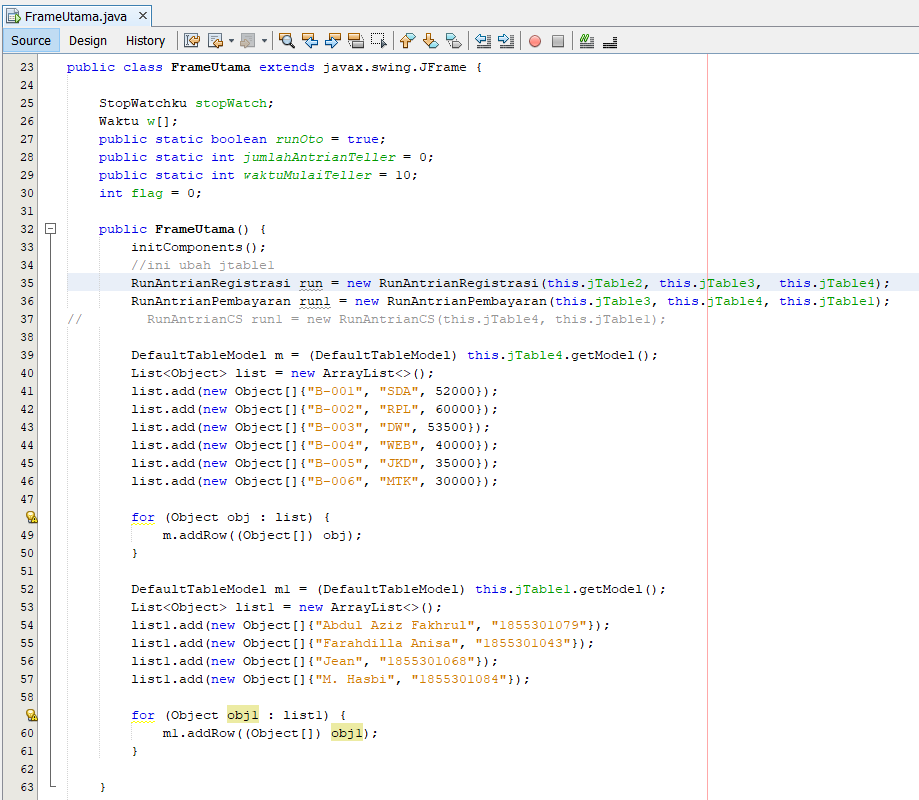 FrameUtama.java
Source Design History
23 public class FrameUtama extends javax.swing.JFrame {
24
25     StopWatchku stopWatch;
26     Waktu w[];
27     public static boolean runOto = true;
28     public static int jumlahAntrianTeller = 0;
29     public static int waktuMulaiTeller = 10;
30     int flag = 0;
31
32     public FrameUtama() {
33         initComponents();
34         //ini ubah jtable1
35         RunAntrianRegistrasi run = new RunAntrianRegistrasi(this.jTable2, this.jTable3,  this.jTable4);
36         RunAntrianPembayaran run1 = new RunAntrianPembayaran(this.jTable3, this.jTable4, this.jTable1);
37 //        RunAntrianCS run1 = new RunAntrianCS(this.jTable4, this.jTable1);
38
39         DefaultTableModel m = (DefaultTableModel) this.jTable4.getModel();
40         List<Object> list = new ArrayList<>();
41         list.add(new Object[]{"B-001", "SDA", 52000});
42         list.add(new Object[]{"B-002", "RPL", 60000});
43         list.add(new Object[]{"B-003", "DW", 53500});
44         list.add(new Object[]{"B-004", "WEB", 40000});
45         list.add(new Object[]{"B-005", "JKD", 35000});
46         list.add(new Object[]{"B-006", "MTK", 30000});
47
        for (Object obj : list) {
49             m.addRow((Object[]) obj);
50         }
51
52         DefaultTableModel m1 = (DefaultTableModel) this.jTable1.getModel();
53         List<Object> list1 = new ArrayList<>();
54         list1.add(new Object[]{"Abdul Aziz Fakhrul", "1855301079"});
55         list1.add(new Object[]{"Farahdilla Anisa", "1855301043"});
56         list1.add(new Object[]{"Jean", "1855301068"});
57         list1.add(new Object[]{"M. Hasbi", "1855301084"});
58
        for (Object obj1 : list1) {
60             m1.addRow((Object[]) obj1);
61         }
62
63     }